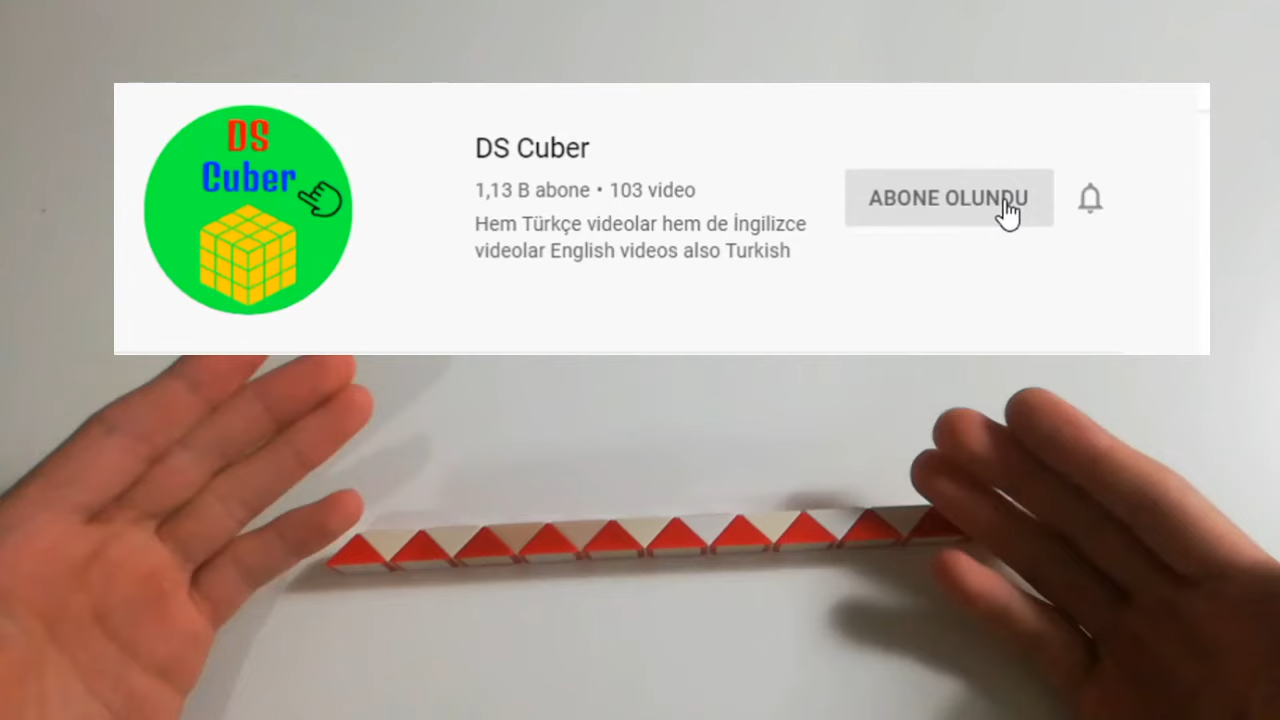 DS
Cuber
DS Cuber
1,13 B abone • 103 video
Hem Türkçe videolar hem de İngilizce
videolar English videos also Turkish
ABONE OLUNDU